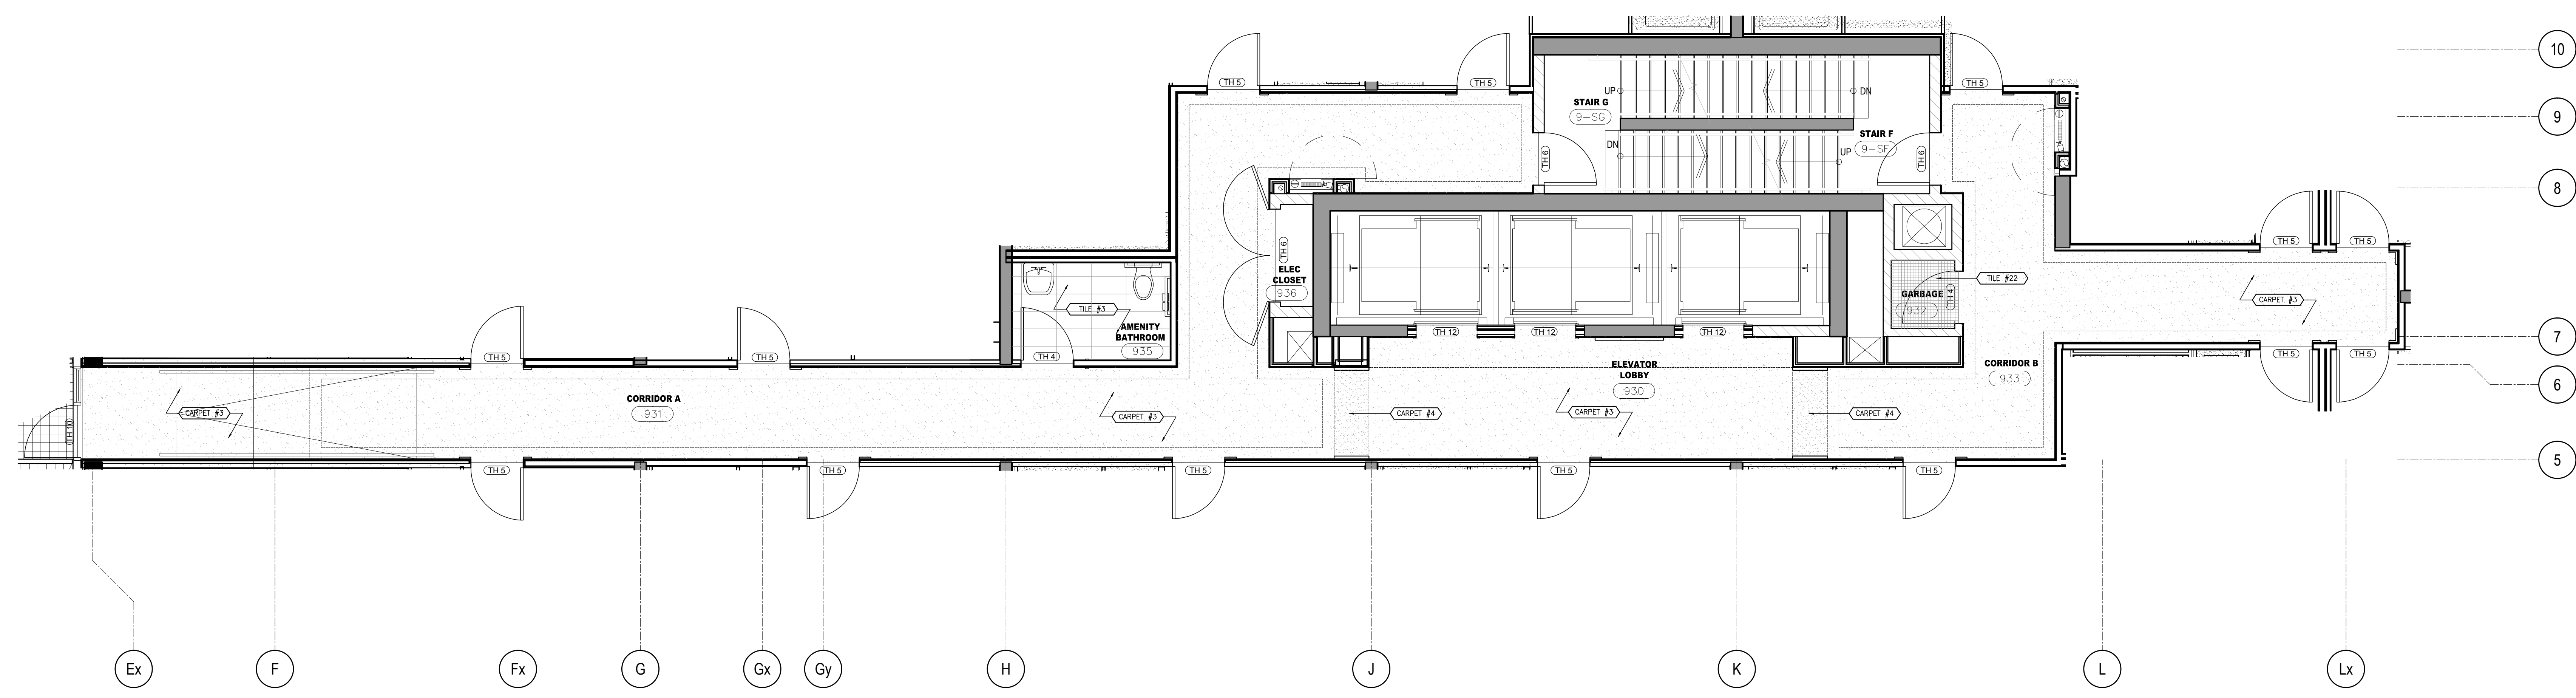 10
TH 5
TH 5
TH 5
UP
DN
STAIR G
9-SG
9
STAIR F
9-SF
DN
UP
TH 6
TH 6
8
TH 5
TH 5
TH 6
ELEC
CLOSET
936
TILE #22
GARBAGE
932
TH 4
CARPET #3
TILE #3
AMENITY
BATHROOM
935
TH 12
TH 12
TH 12
7
TH 5
TH 5
TH 4
TH 5
TH 5
ELEVATOR
LOBBY
930
CORRIDOR B
933
6
CORRIDOR A
931
CARPET #3
CARPET #3
CARPET #4
CARPET #3
CARPET #4
TH 10
5
TH 5
TH 5
TH 5
TH 5
TH 5
Ex
F
Fx
G
Gx
Gy
H
J
K
L
Lx